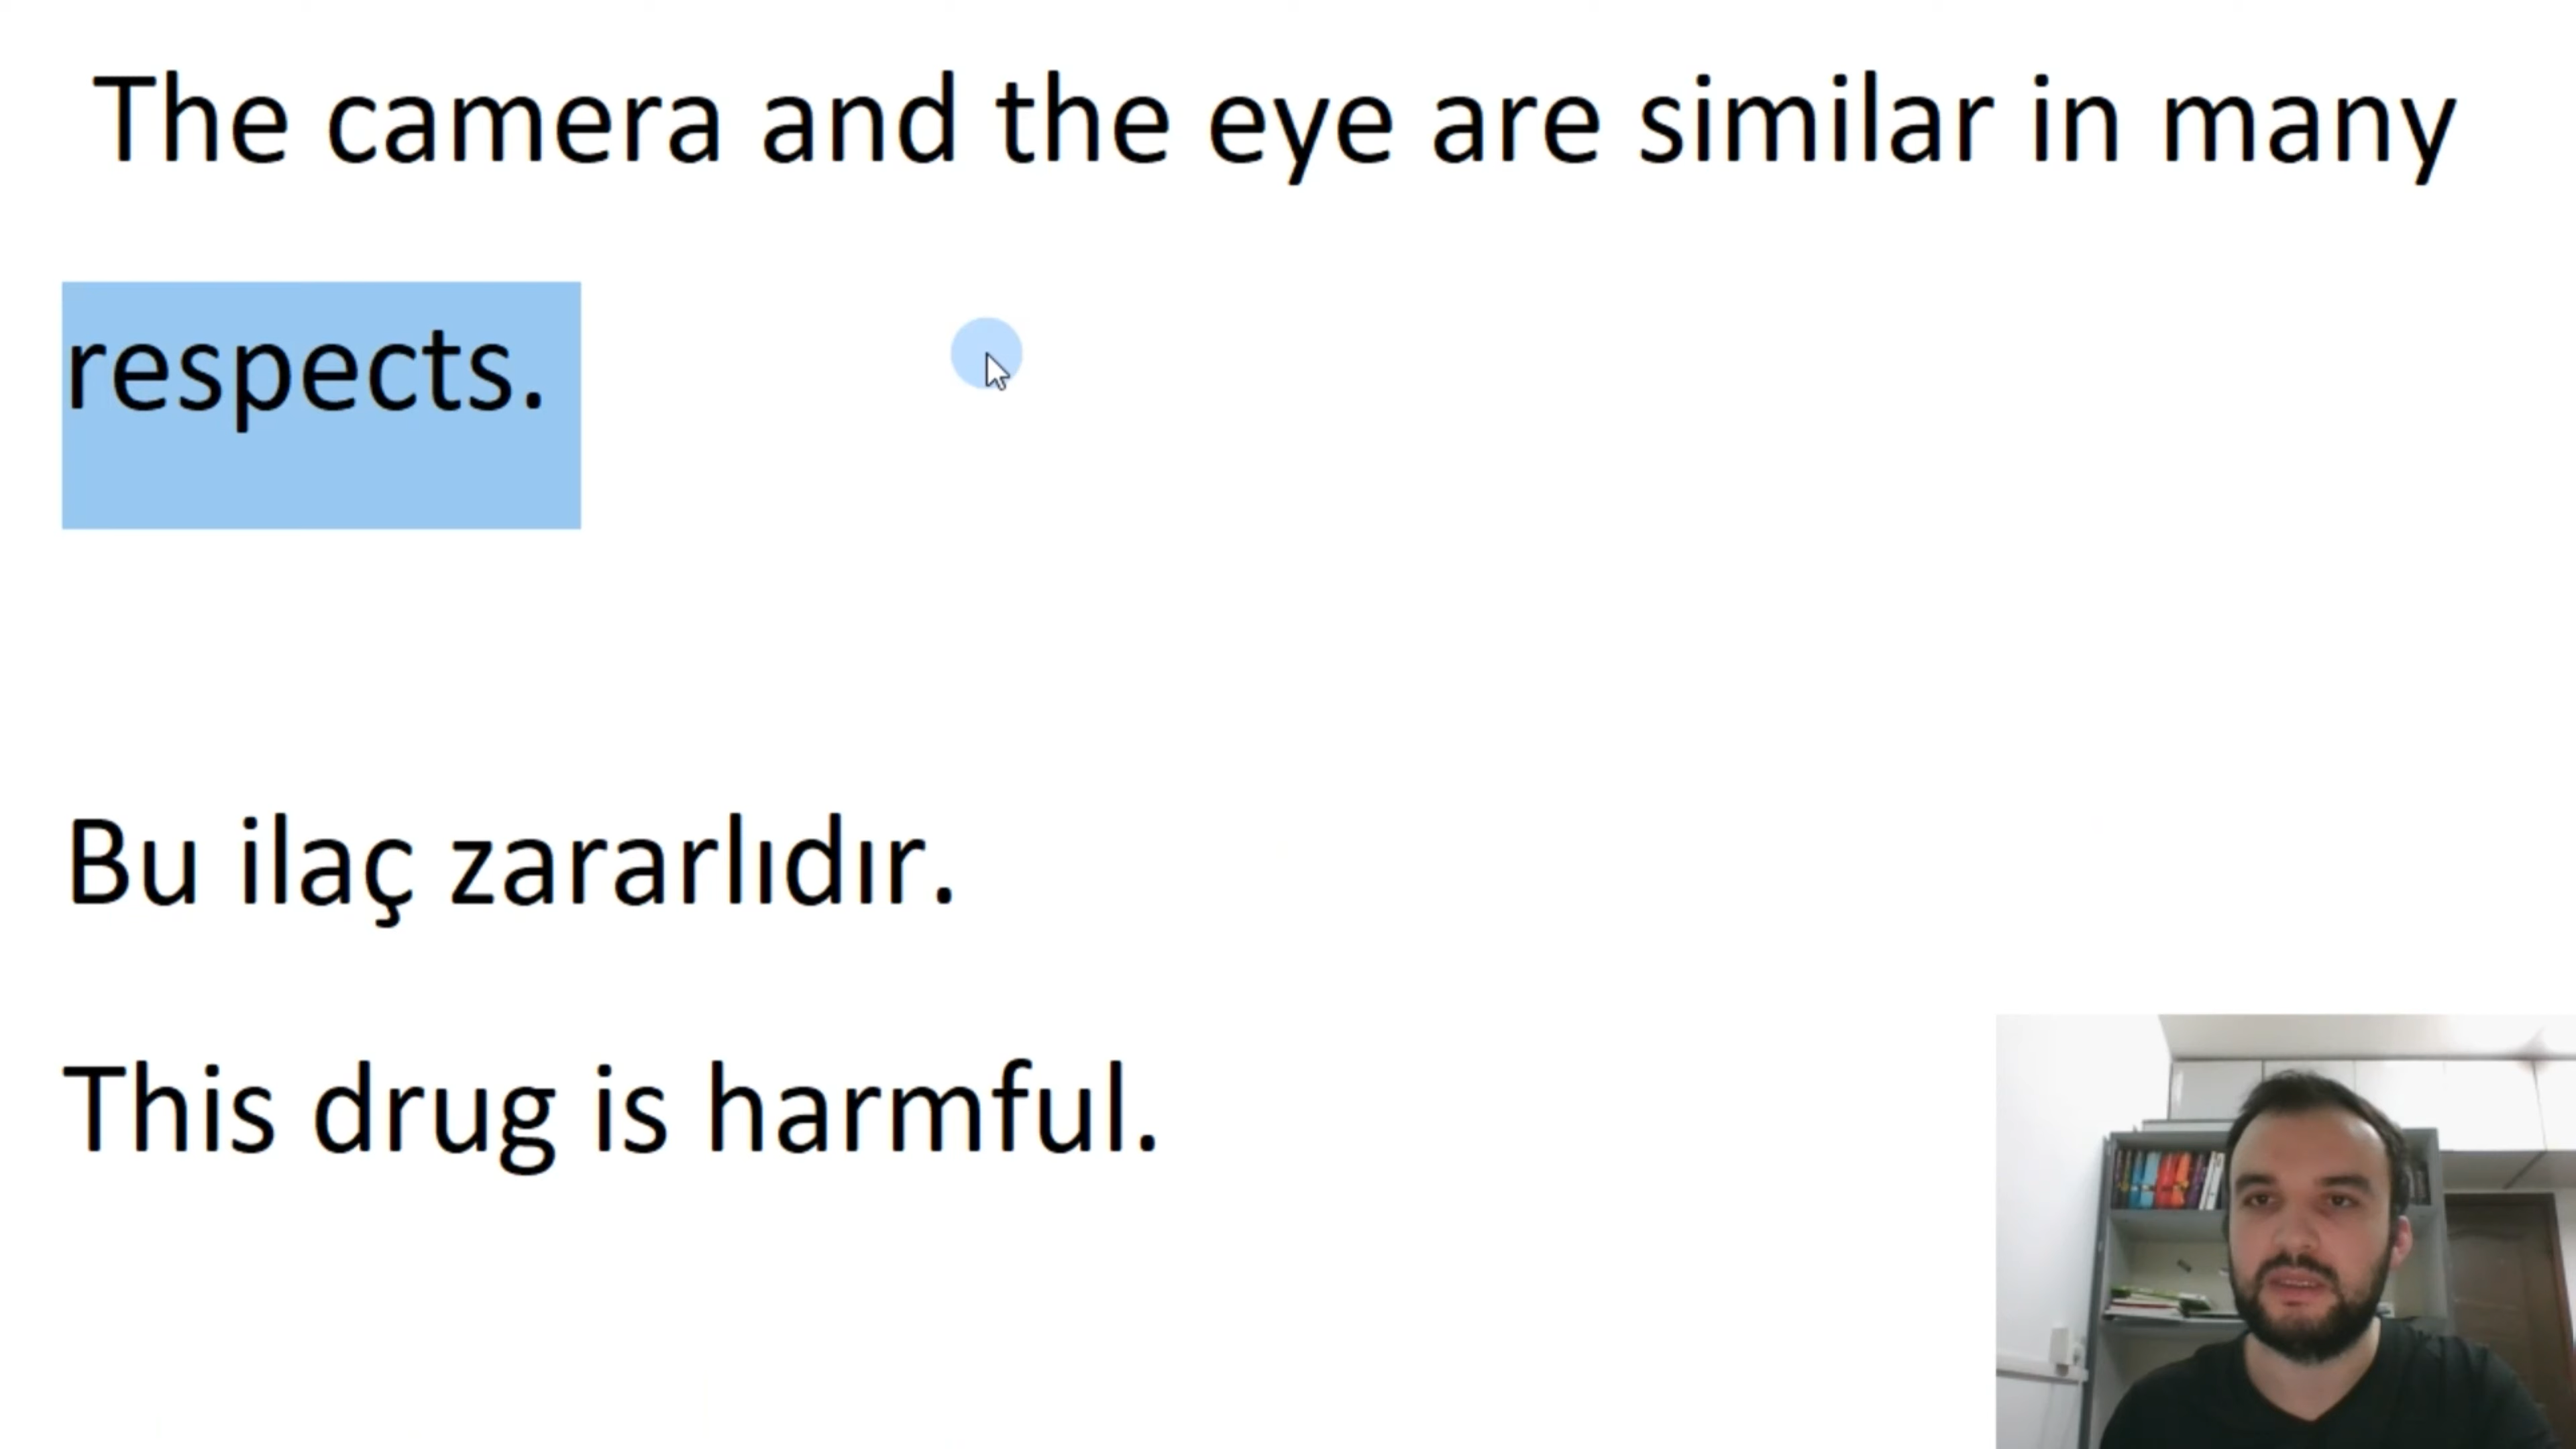 The camera and the eye are similar in many
respects.
Bu ilaç zararlıdır.
This drug is harmful.